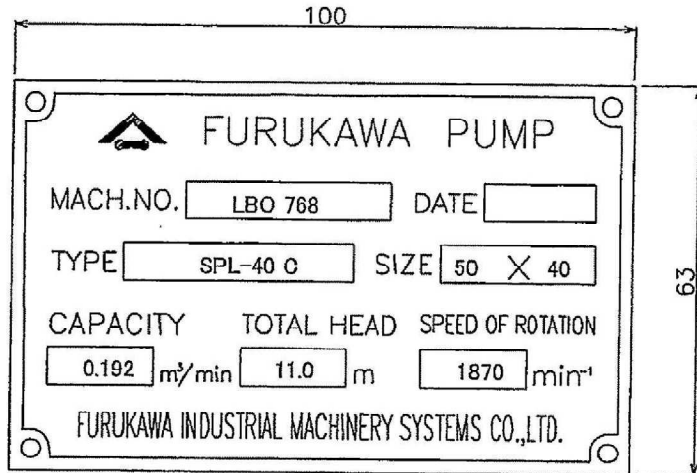 100
FURUKAWA PUMP
MACH.NO. LBO 768 DATE
TYPE SPL-40 C SIZE 50 X 40
63
CAPACITY TOTAL HEAD SPEED OF ROTATION
0.192 m³/min 11.0 m 1870 min⁻¹
FURUKAWA INDUSTRIAL MACHINERY SYSTEMS CO.,LTD.